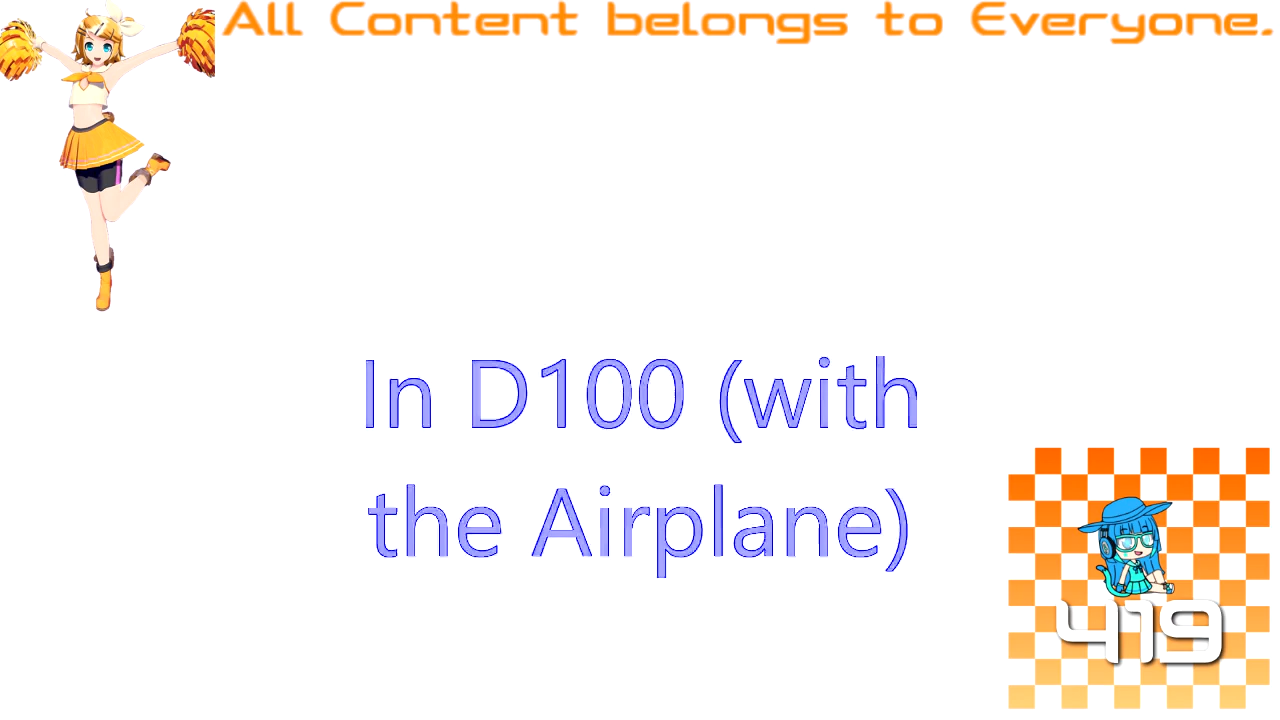 All Content belongs to Everyone.
In D100 (with
the Airplane)
419